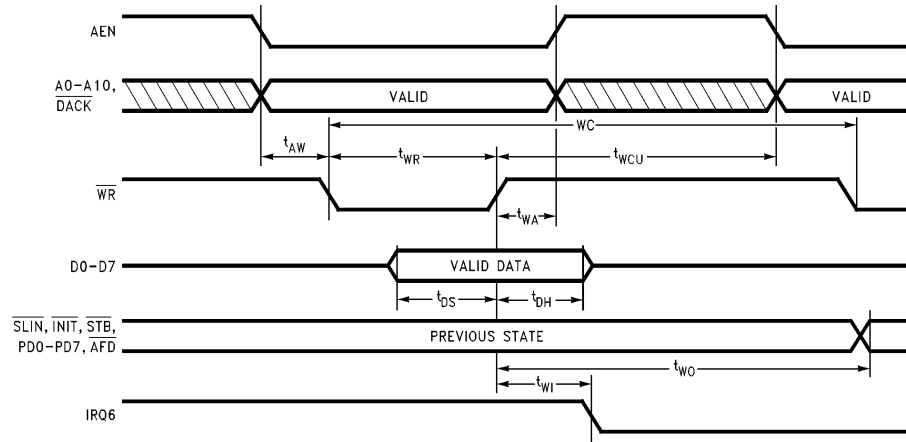 AEN
A0-A10,
DACK
VALID
VALID
WC
tAW
tWR
tWCU
WR
tWA
D0-D7
VALID DATA
tDS
tDH
SLIN, INIT, STB,
PD0-PD7, AFD
PREVIOUS STATE
tWO
tWI
IRQ6